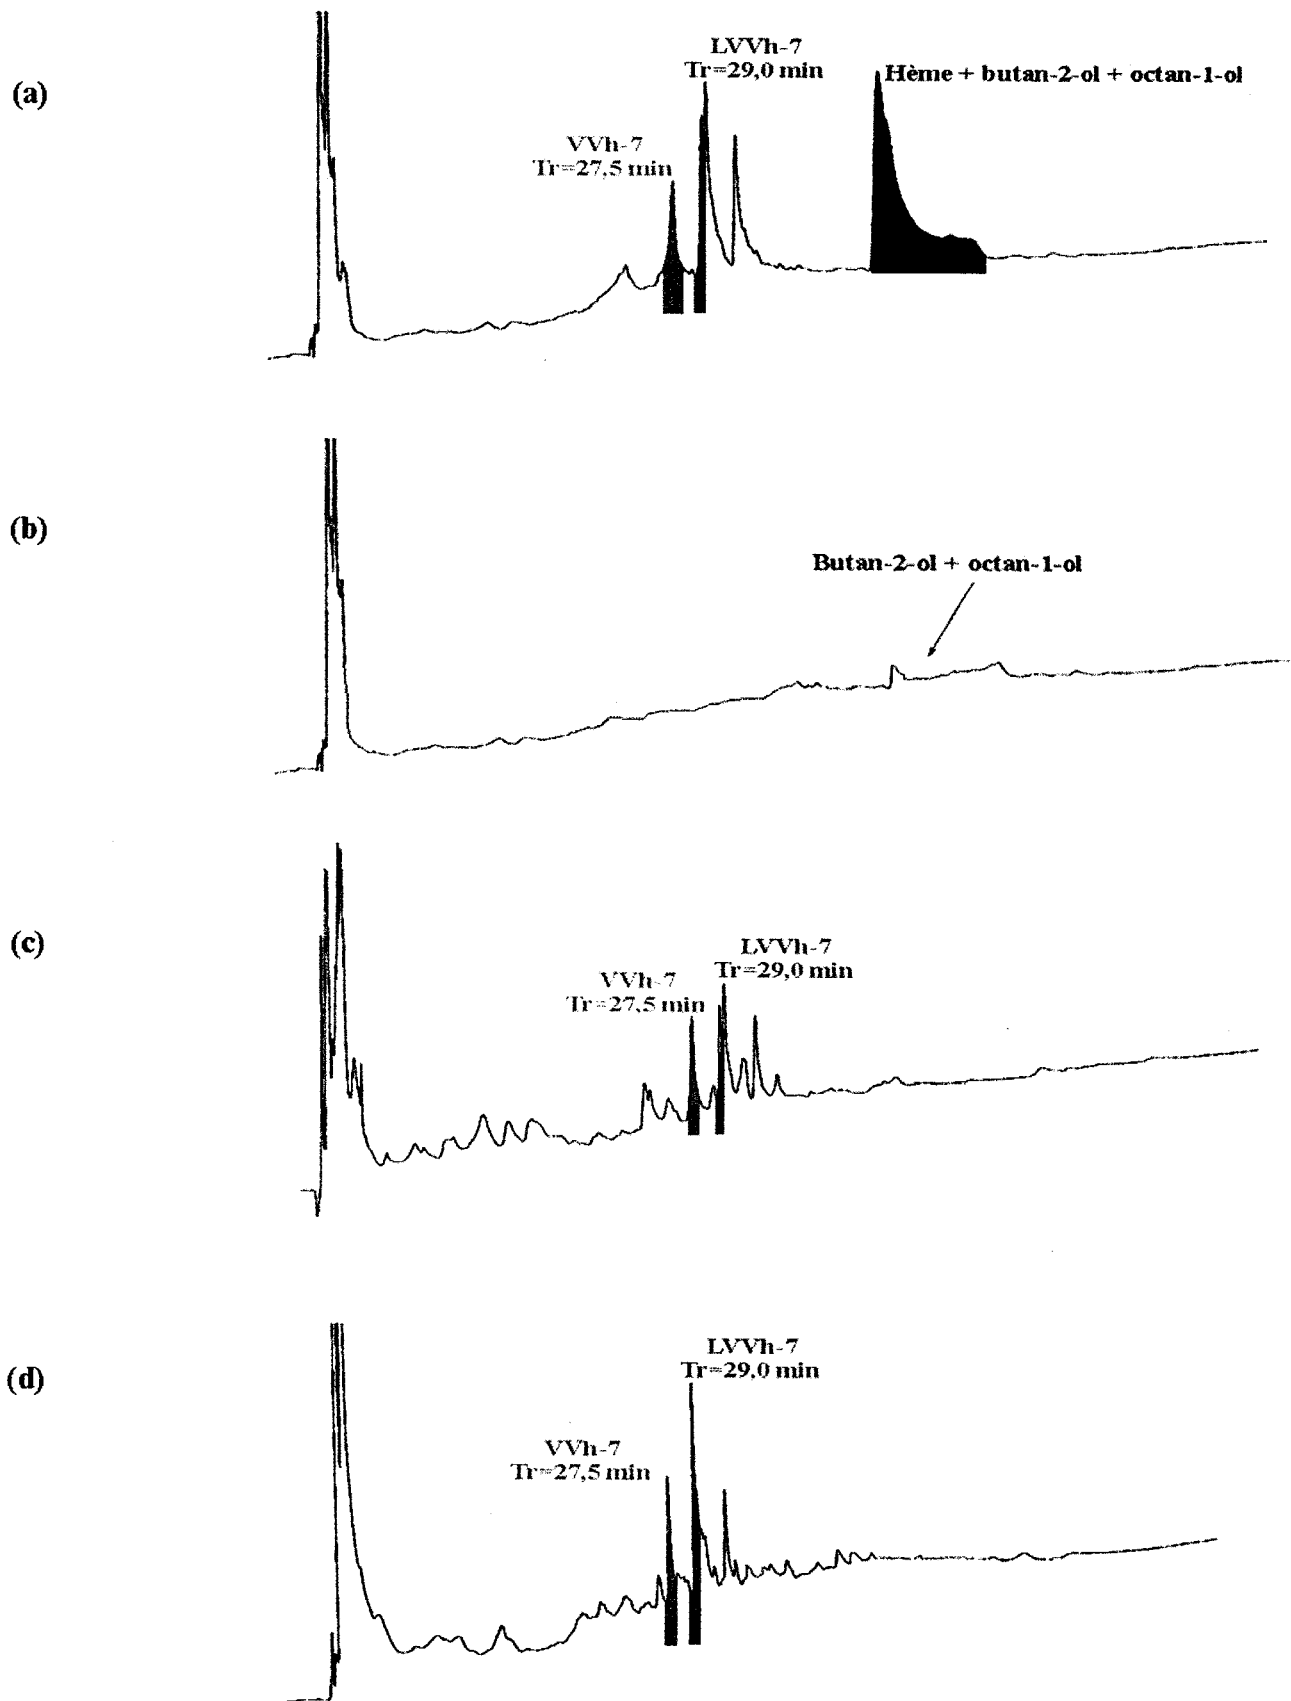 (a)
LVVh-7
Tr=29,0 min
Hème + butan-2-ol + octan-1-ol
VVh-7
Tr=27,5 min
(b)
Butan-2-ol + octan-1-ol
(c)
LVVh-7
Tr=29,0 min
VVh-7
Tr=27,5 min
(d)
LVVh-7
Tr=29,0 min
VVh-7
Tr=27,5 min